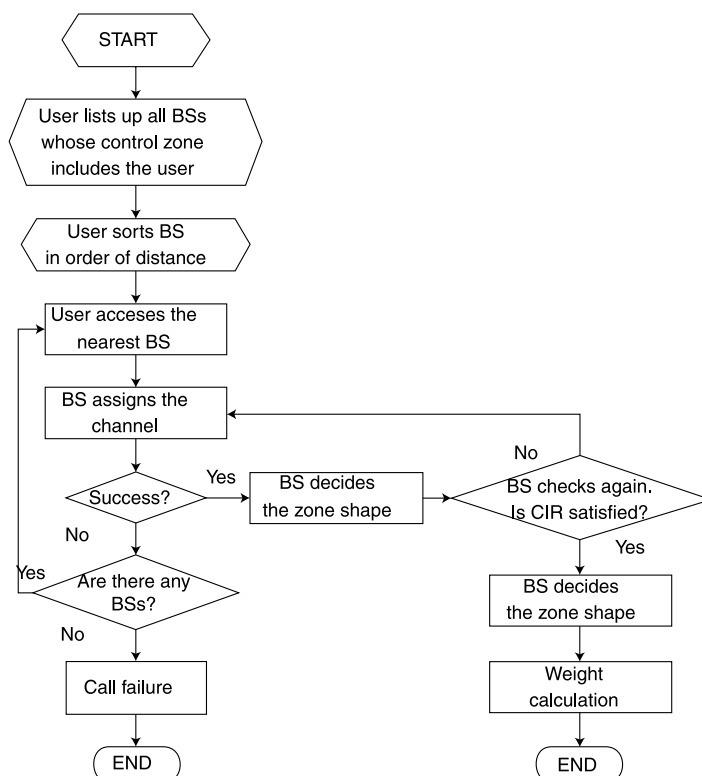 START
User lists up all BSs
whose control zone
includes the user
User sorts BS
in order of distance
User acceses the
nearest BS
BS assigns the
channel
Success?
Yes
No
BS decides
the zone shape
No
BS checks again.
Is CIR satisfied?
Yes
Yes
Are there any
BSs?
No
BS decides
the zone shape
Call failure
Weight
calculation
END
END